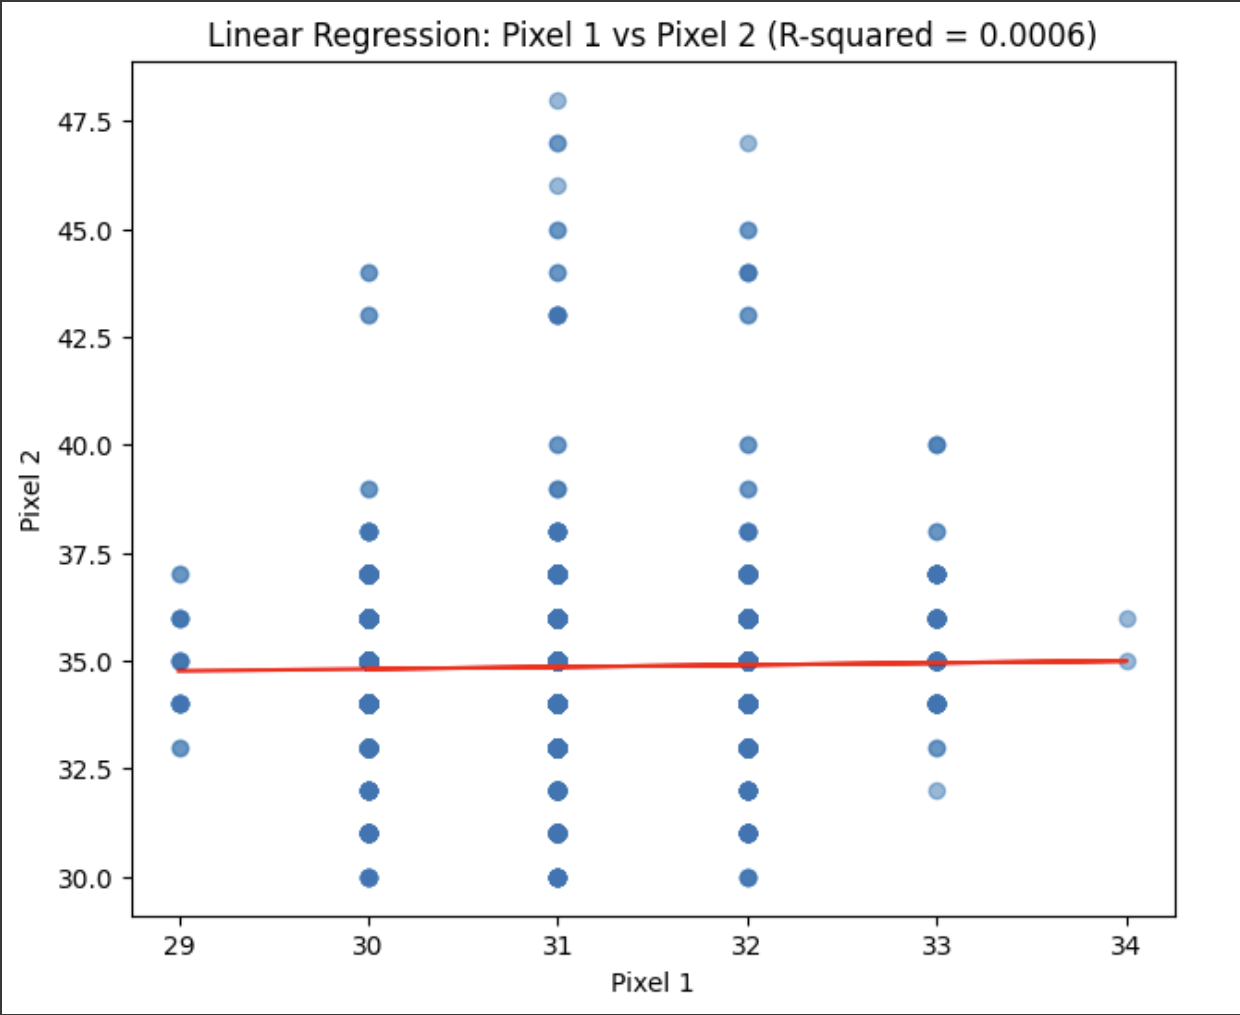 Linear Regression: Pixel 1 vs Pixel 2 (R-squared = 0.0006)
47.5
45.0
42.5
40.0
Pixel 2
37.5
35.0
32.5
30.0
29 30 31 32 33 34
Pixel 1